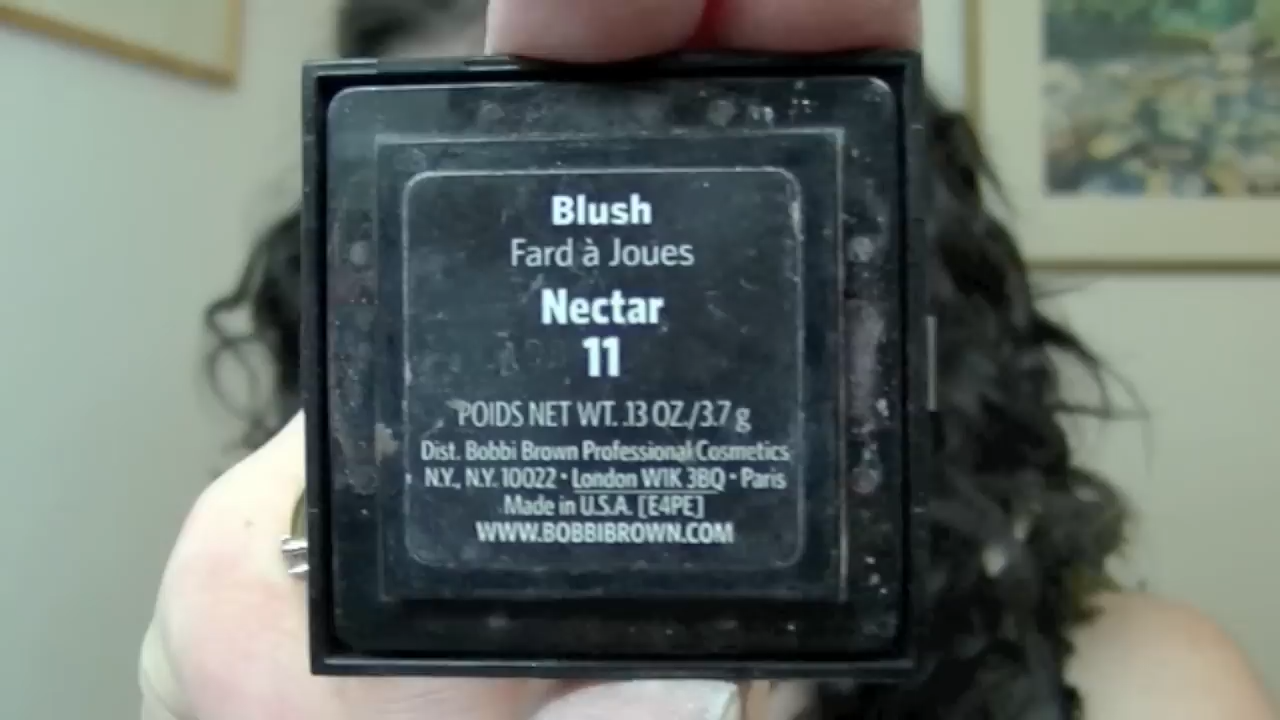 Blush
Fard à Joues
Nectar
11
POIDS NET WT. .13 OZ./3.7 g
Dist. Bobbi Brown Professional Cosmetics
N.Y., N.Y. 10022 • London W1K 3BQ • Paris
Made in U.S.A. [E4PE]
WWW.BOBBIBROWN.COM